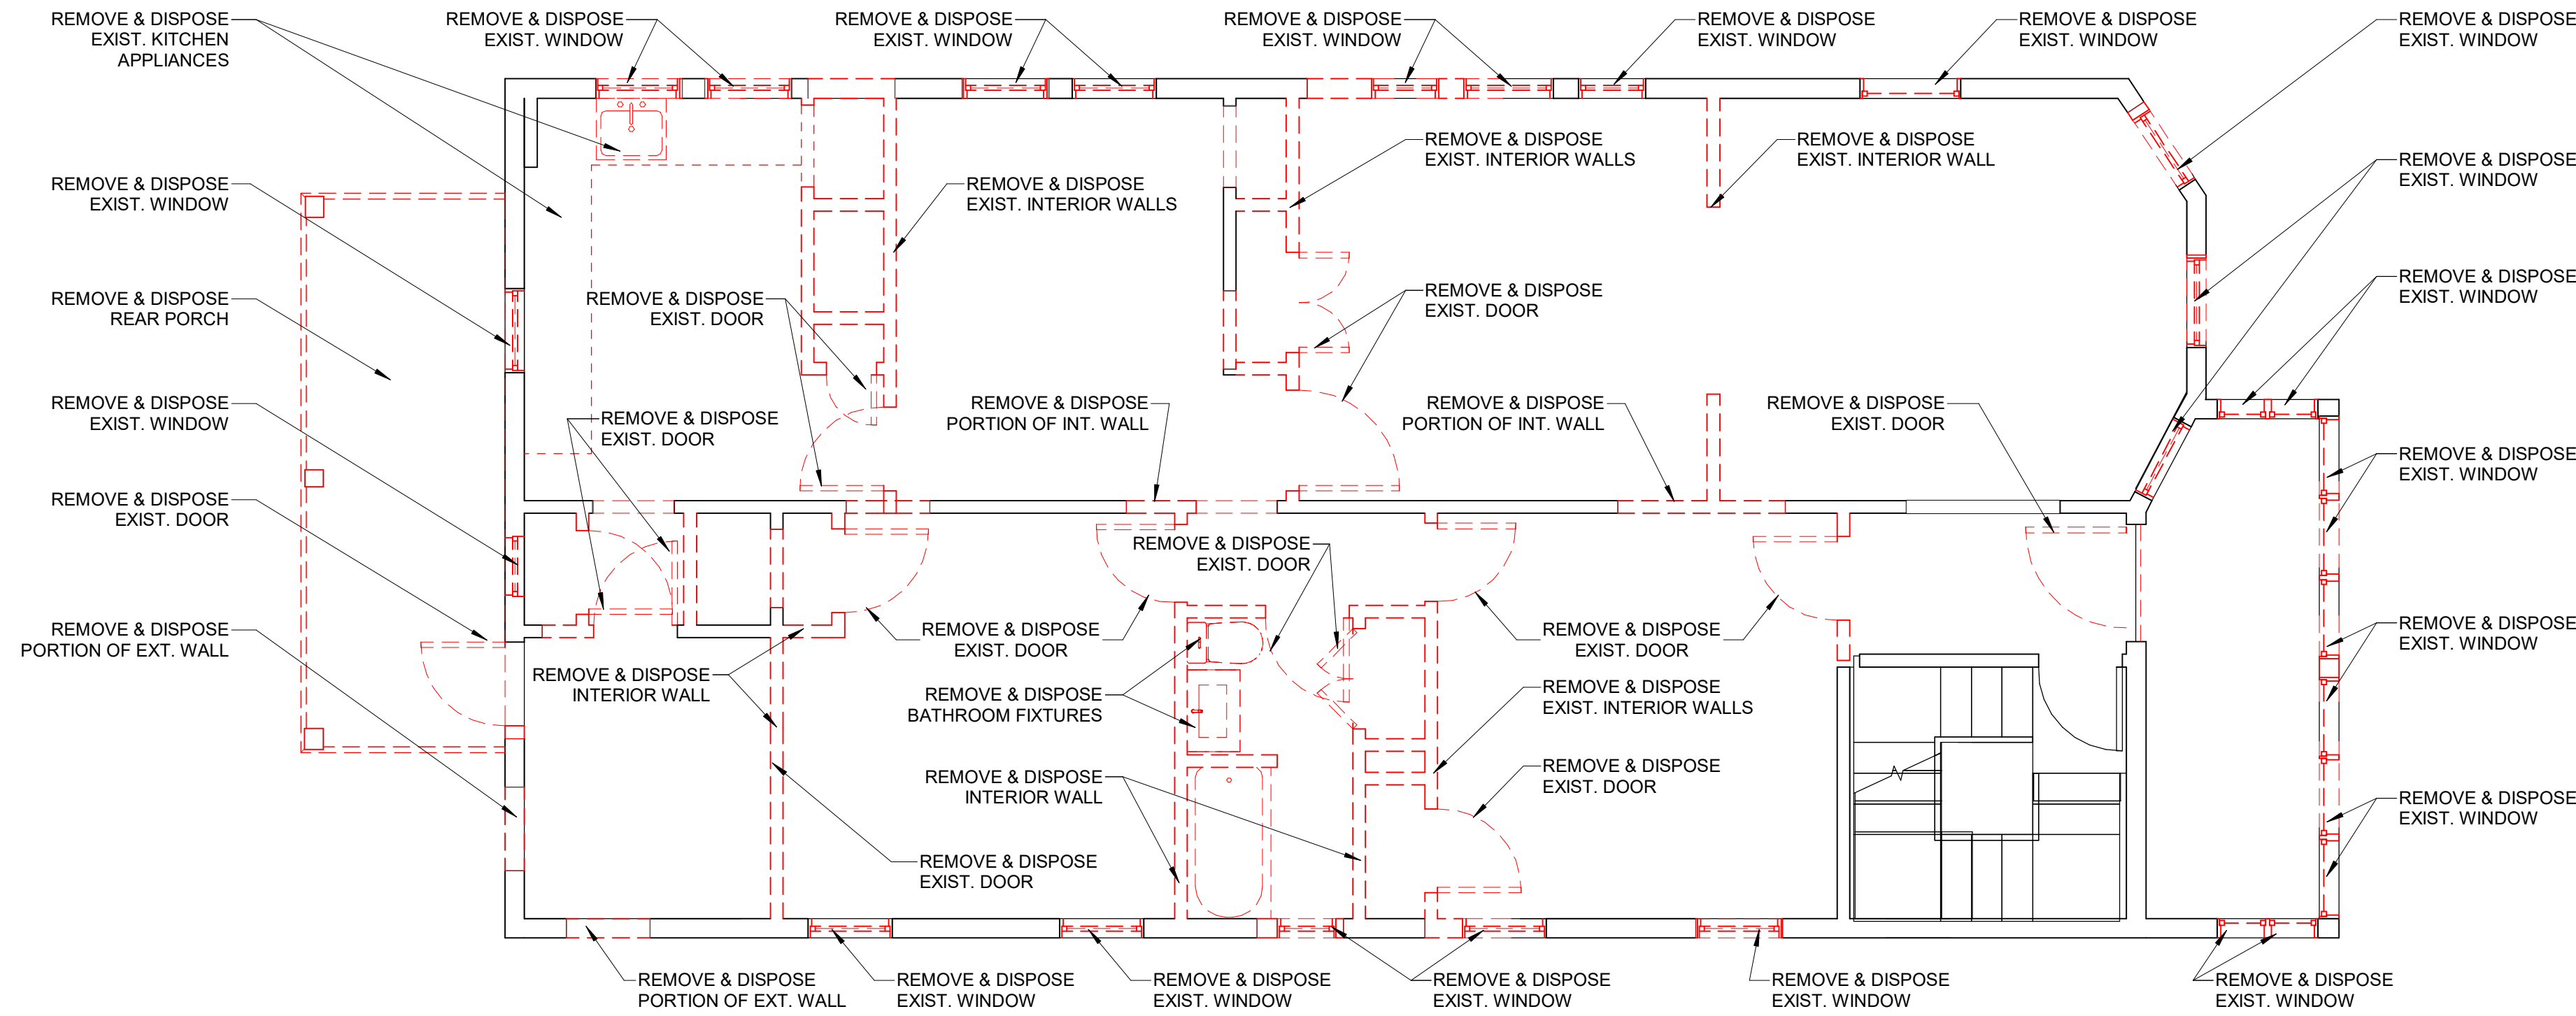 REMOVE & DISPOSE
EXIST. KITCHEN
APPLIANCES
REMOVE & DISPOSE
EXIST. WINDOW
REMOVE & DISPOSE
EXIST. WINDOW
REMOVE & DISPOSE
EXIST. WINDOW
REMOVE & DISPOSE
EXIST. WINDOW
REMOVE & DISPOSE
EXIST. WINDOW
REMOVE & DISPOSE
EXIST. WINDOW
REMOVE & DISPOSE
EXIST. INTERIOR WALLS
REMOVE & DISPOSE
EXIST. INTERIOR WALL
REMOVE & DISPOSE
EXIST. WINDOW
REMOVE & DISPOSE
EXIST. WINDOW
REMOVE & DISPOSE
EXIST. INTERIOR WALLS
REMOVE & DISPOSE
REAR PORCH
REMOVE & DISPOSE
EXIST. DOOR
REMOVE & DISPOSE
EXIST. DOOR
REMOVE & DISPOSE
EXIST. WINDOW
REMOVE & DISPOSE
EXIST. WINDOW
REMOVE & DISPOSE
EXIST. DOOR
REMOVE & DISPOSE
PORTION OF INT. WALL
REMOVE & DISPOSE
PORTION OF INT. WALL
REMOVE & DISPOSE
EXIST. DOOR
REMOVE & DISPOSE
EXIST. WINDOW
REMOVE & DISPOSE
EXIST. DOOR
REMOVE & DISPOSE
EXIST. DOOR
REMOVE & DISPOSE
PORTION OF EXT. WALL
REMOVE & DISPOSE
EXIST. DOOR
REMOVE & DISPOSE
EXIST. DOOR
REMOVE & DISPOSE
EXIST. WINDOW
REMOVE & DISPOSE
INTERIOR WALL
REMOVE & DISPOSE
BATHROOM FIXTURES
REMOVE & DISPOSE
EXIST. INTERIOR WALLS
REMOVE & DISPOSE
INTERIOR WALL
REMOVE & DISPOSE
EXIST. DOOR
REMOVE & DISPOSE
EXIST. WINDOW
REMOVE & DISPOSE
EXIST. DOOR
REMOVE & DISPOSE
PORTION OF EXT. WALL
REMOVE & DISPOSE
EXIST. WINDOW
REMOVE & DISPOSE
EXIST. WINDOW
REMOVE & DISPOSE
EXIST. WINDOW
REMOVE & DISPOSE
EXIST. WINDOW
REMOVE & DISPOSE
EXIST. WINDOW